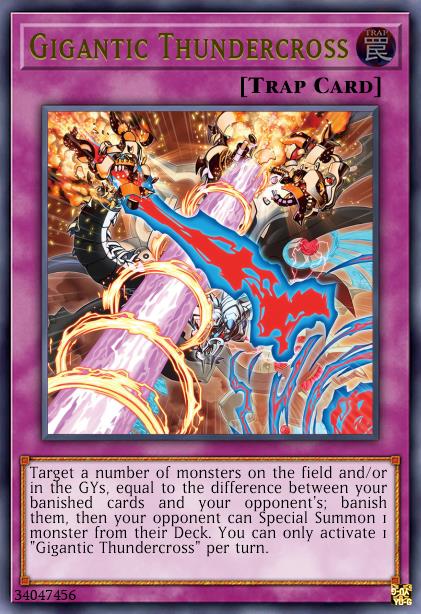 GIGANTIC THUNDERCROSS
TRAP
罠
[TRAP CARD]
Target a number of monsters on the field and/or
in the GYs, equal to the difference between your
banished cards and your opponent's; banish
them, then your opponent can Special Summon 1
monster from their Deck. You can only activate 1
"Gigantic Thundercross" per turn.
34047456